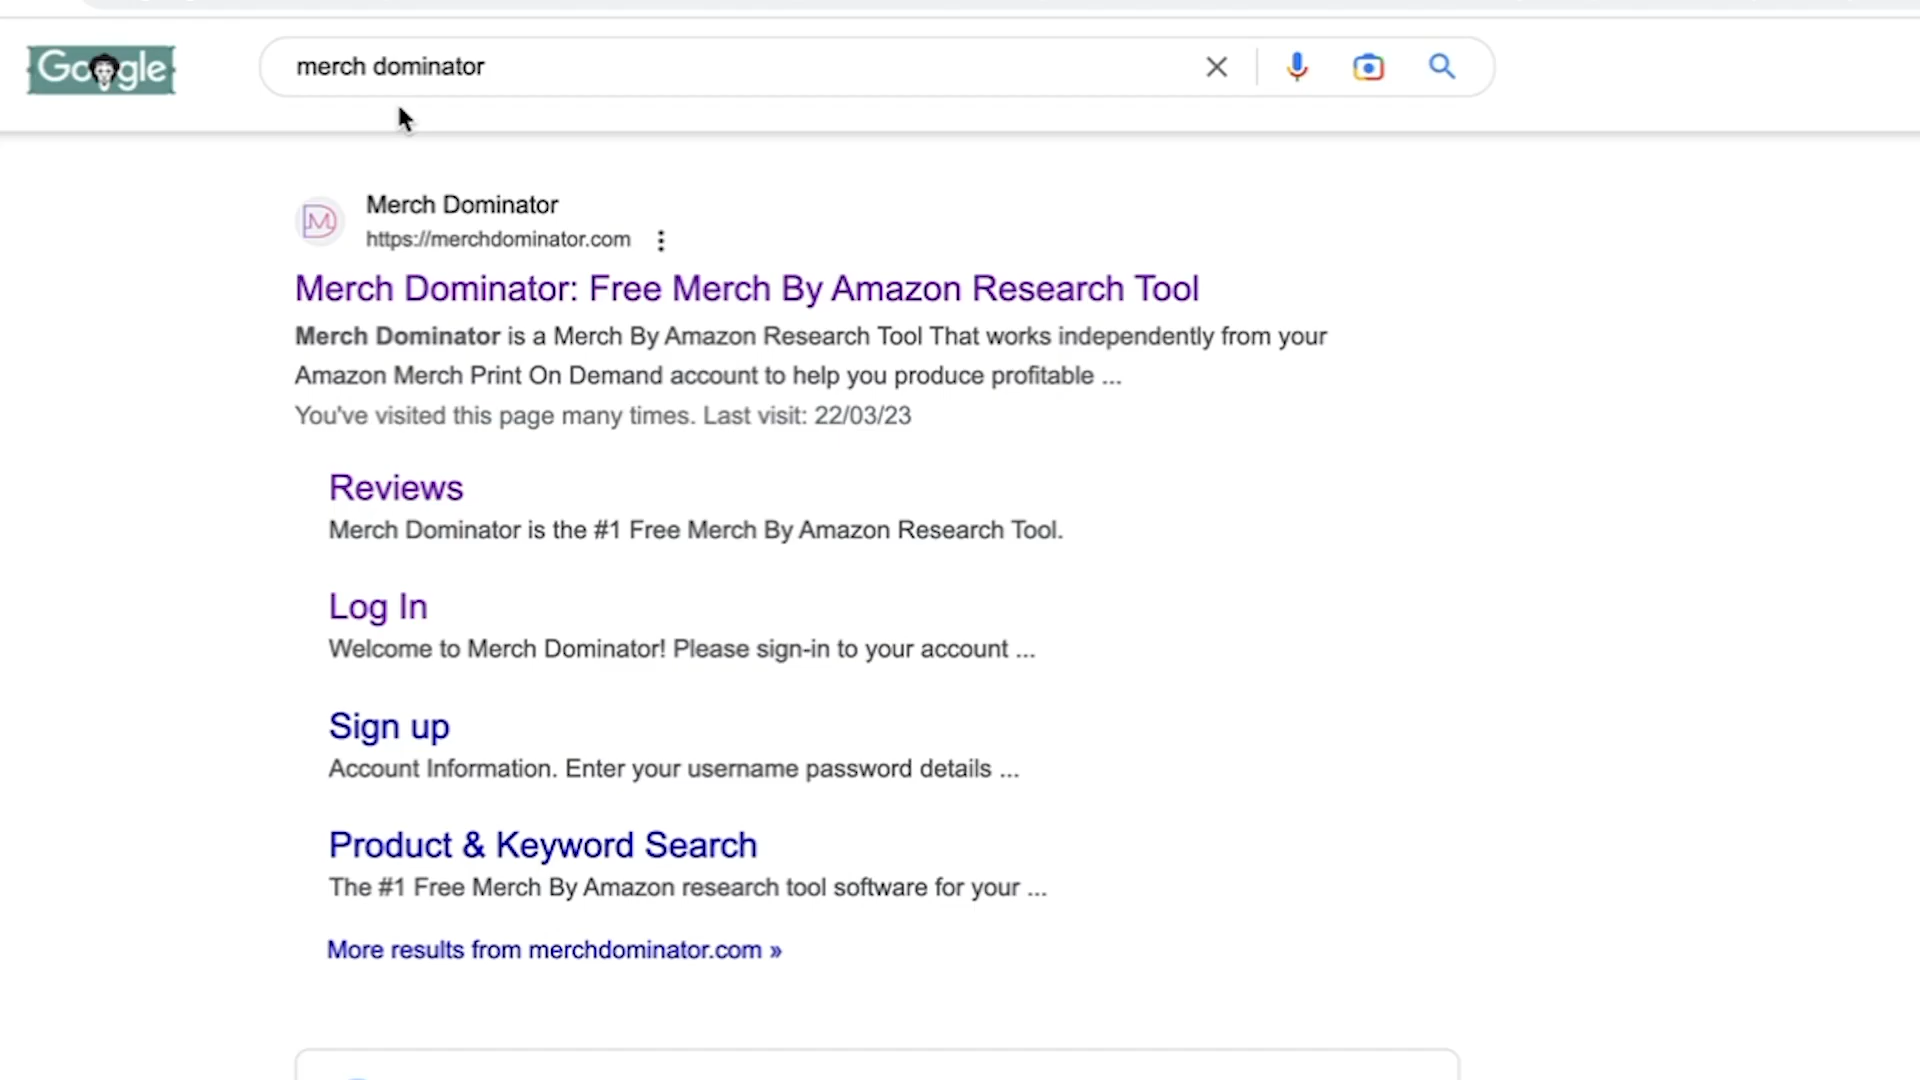 Google
merch dominator
Merch Dominator
https://merchdominator.com
Merch Dominator: Free Merch By Amazon Research Tool
Merch Dominator is a Merch By Amazon Research Tool That works independently from your
Amazon Merch Print On Demand account to help you produce profitable ...
You've visited this page many times. Last visit: 22/03/23
Reviews
Merch Dominator is the #1 Free Merch By Amazon Research Tool.
Log In
Welcome to Merch Dominator! Please sign-in to your account ...
Sign up
Account Information. Enter your username password details ...
Product & Keyword Search
The #1 Free Merch By Amazon research tool software for your ...
More results from merchdominator.com »